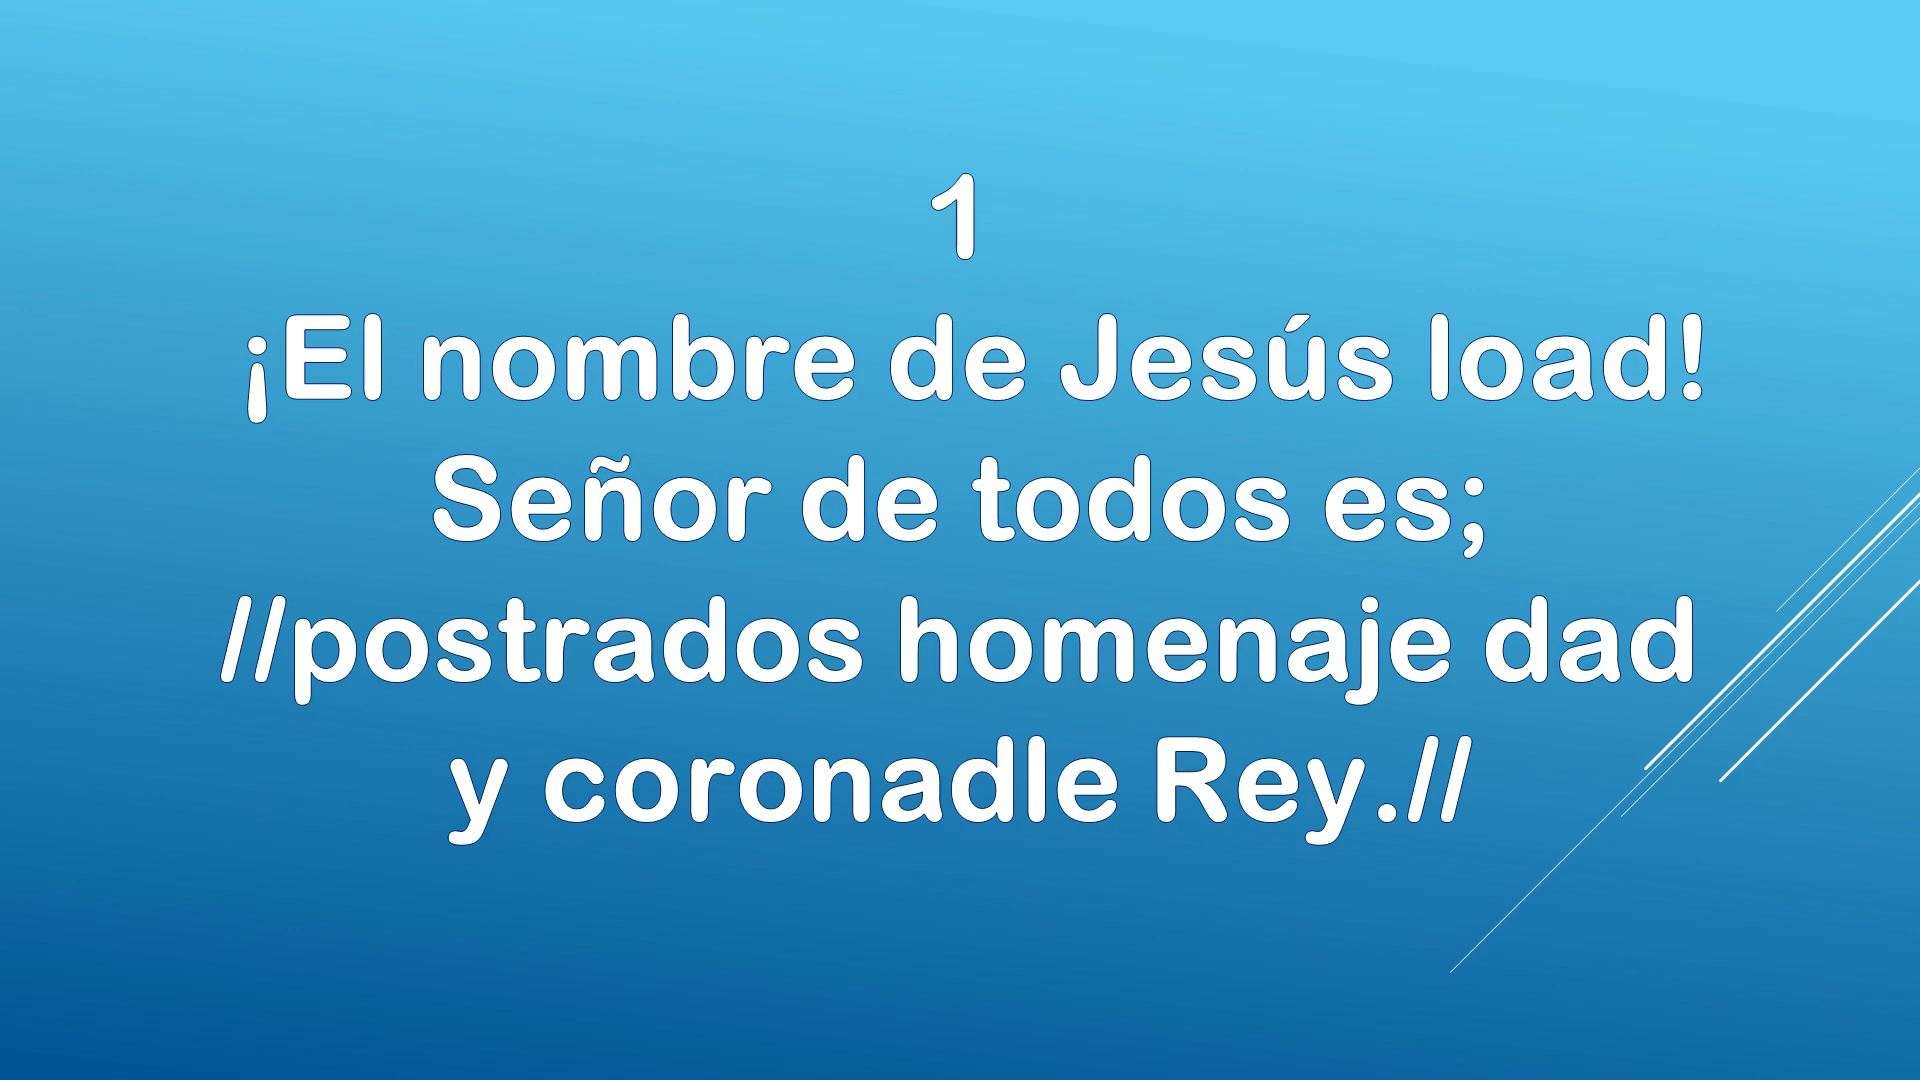 1
¡El nombre de Jesús load!
Señor de todos es;
//postrados homenaje dad
y coronadle Rey.//